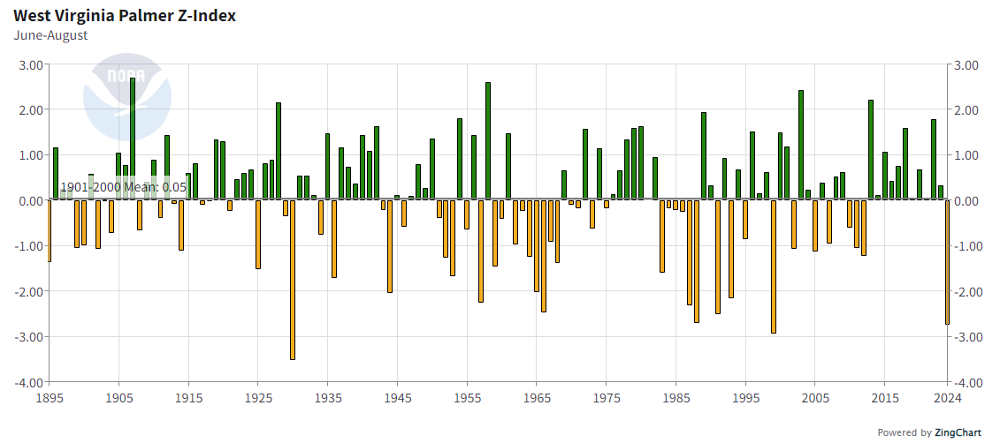 West Virginia Palmer Z-Index
June-August
NOAA
3.00 3.00
2.00 2.00
1.00 1.00
1901-2000 Mean: 0.05
0.00 0.00
-1.00 -1.00
-2.00 -2.00
-3.00 -3.00
-4.00 -4.00
1895 1905 1915 1925 1935 1945 1955 1965 1975 1985 1995 2005 2015 2024
Powered by ZingChart